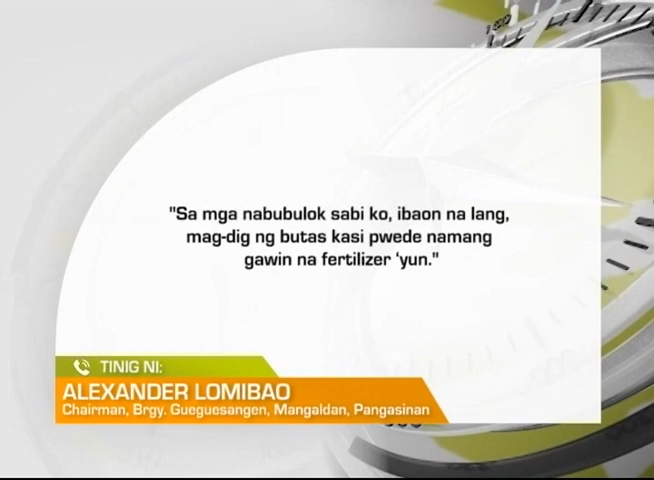 "Sa mga nabubulok sabi ko, ibaon na lang,
mag-dig ng butas kasi pwede namang
gawin na fertilizer 'yun."
TINIG NI:
ALEXANDER LOMIBAO
Chairman, Brgy. Gueguesangen, Mangaldan, Pangasinan